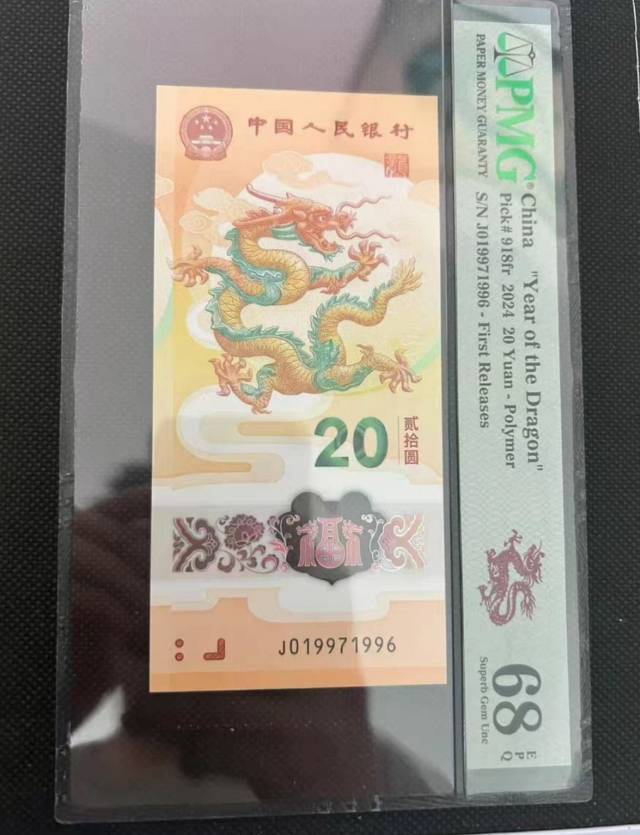 中国人民银行
20
贰拾圆
福
J019971996
PMG®
PAPER MONEY GUARANTY
China "Year of the Dragon"
Pick# 918fr 2024 20 Yuan - Polymer
S/N J019971996 - First Releases
68 EPQ
Superb Gem Unc